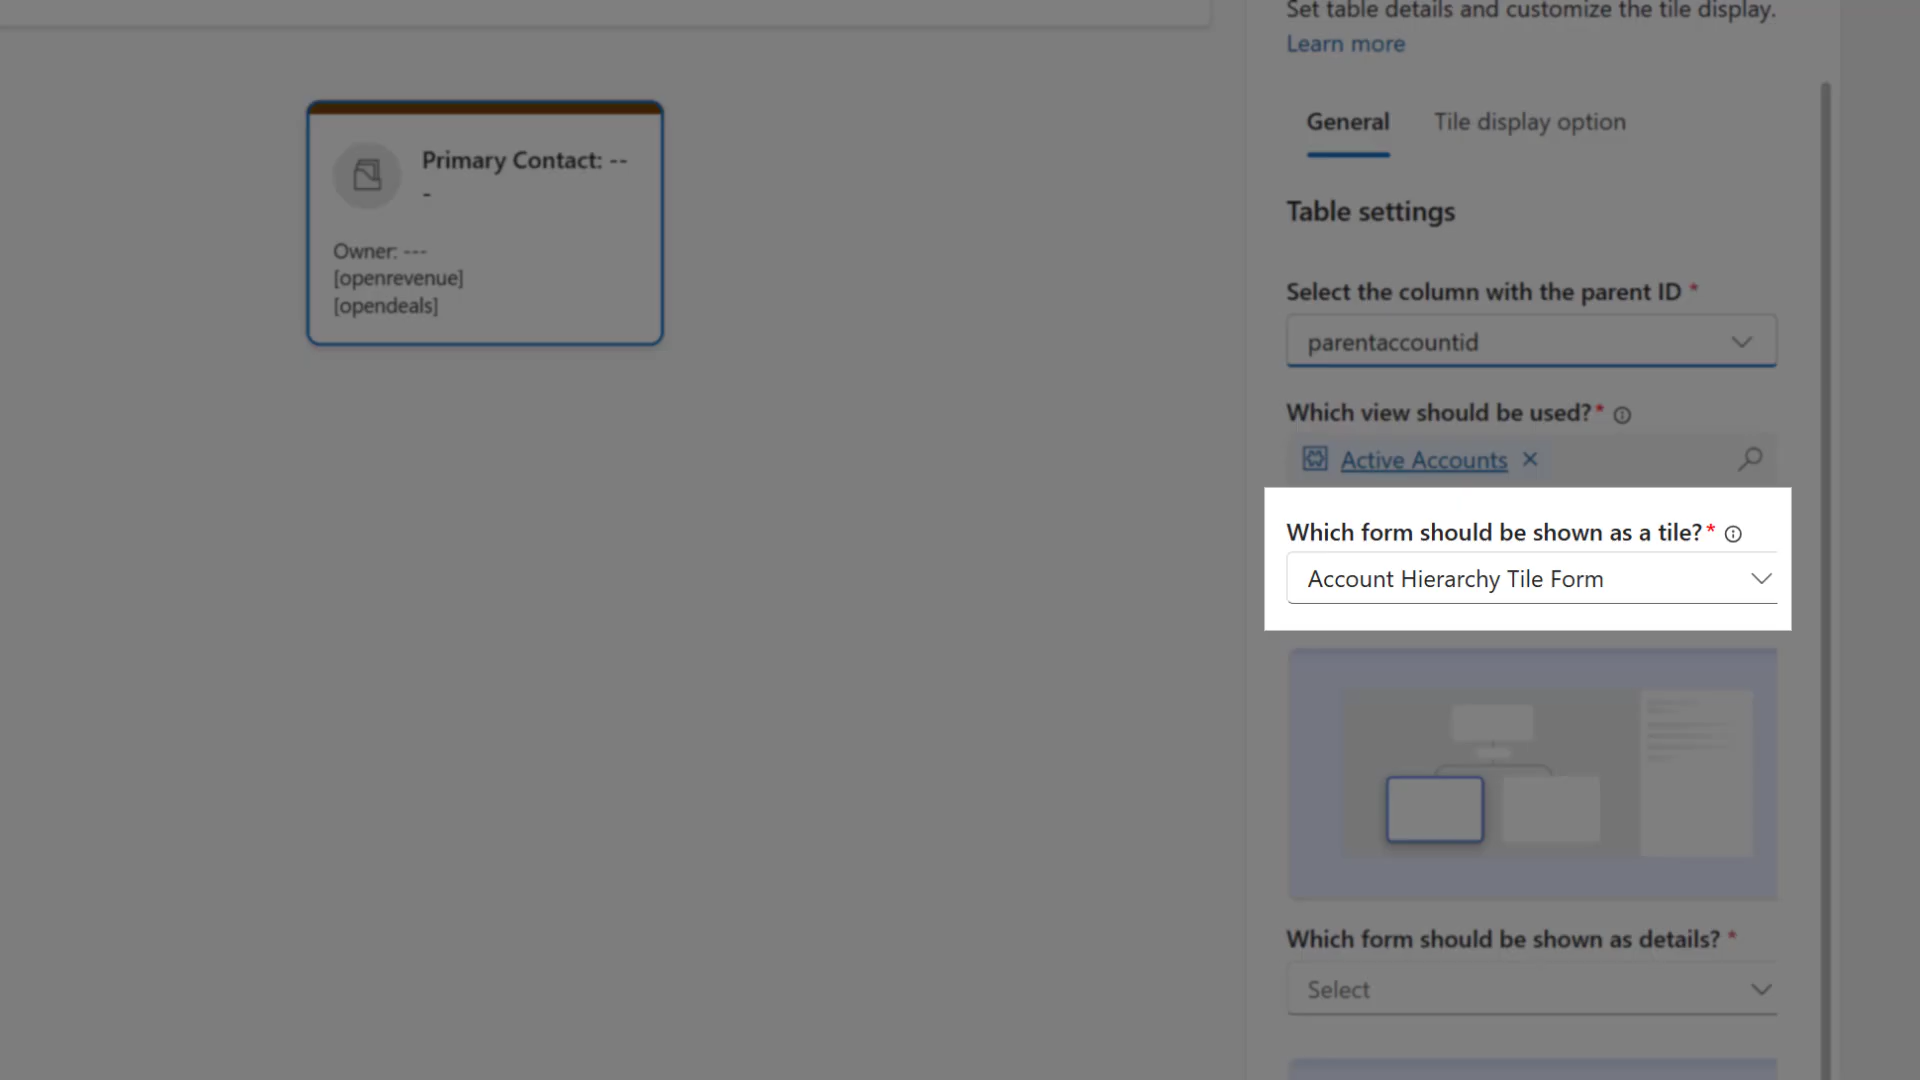 Set table details and customize the tile display.
Learn more
Primary Contact: --
-
Owner: ---
[openrevenue]
[opendeals]
General
Tile display option
Table settings
Select the column with the parent ID *
parentaccountid
Which view should be used?*
Active Accounts
Which form should be shown as a tile?*
Account Hierarchy Tile Form
Which form should be shown as details? *
Select